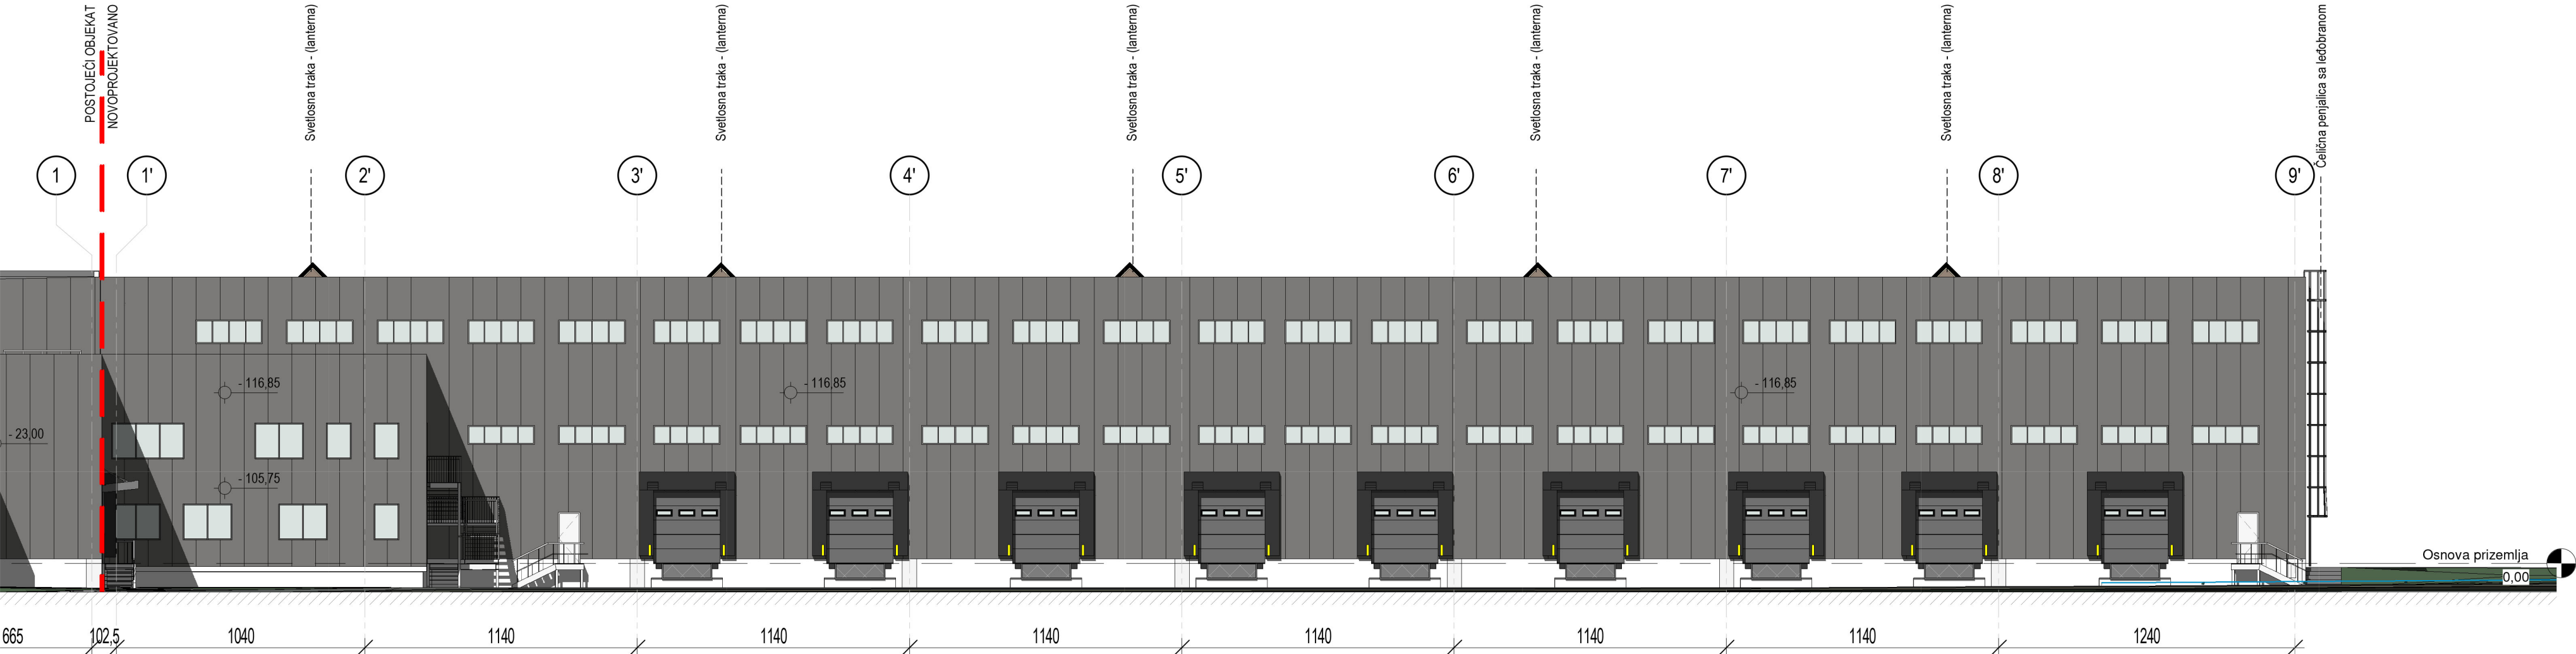 POSTOJEĆI OBJEKAT
NOVOPROJEKTOVANO
Svetlosna traka - (lanterna)
Svetlosna traka - (lanterna)
Svetlosna traka - (lanterna)
Svetlosna traka - (lanterna)
Svetlosna traka - (lanterna)
Čelična penjalica sa leđobranom
1
1'
2'
3'
4'
5'
6'
7'
8'
9'
- 116,85
- 116,85
- 116,85
- 23,00
- 105,75
Osnova prizemlja
0,00
665
102,5
1040
1140
1140
1140
1140
1140
1140
1240